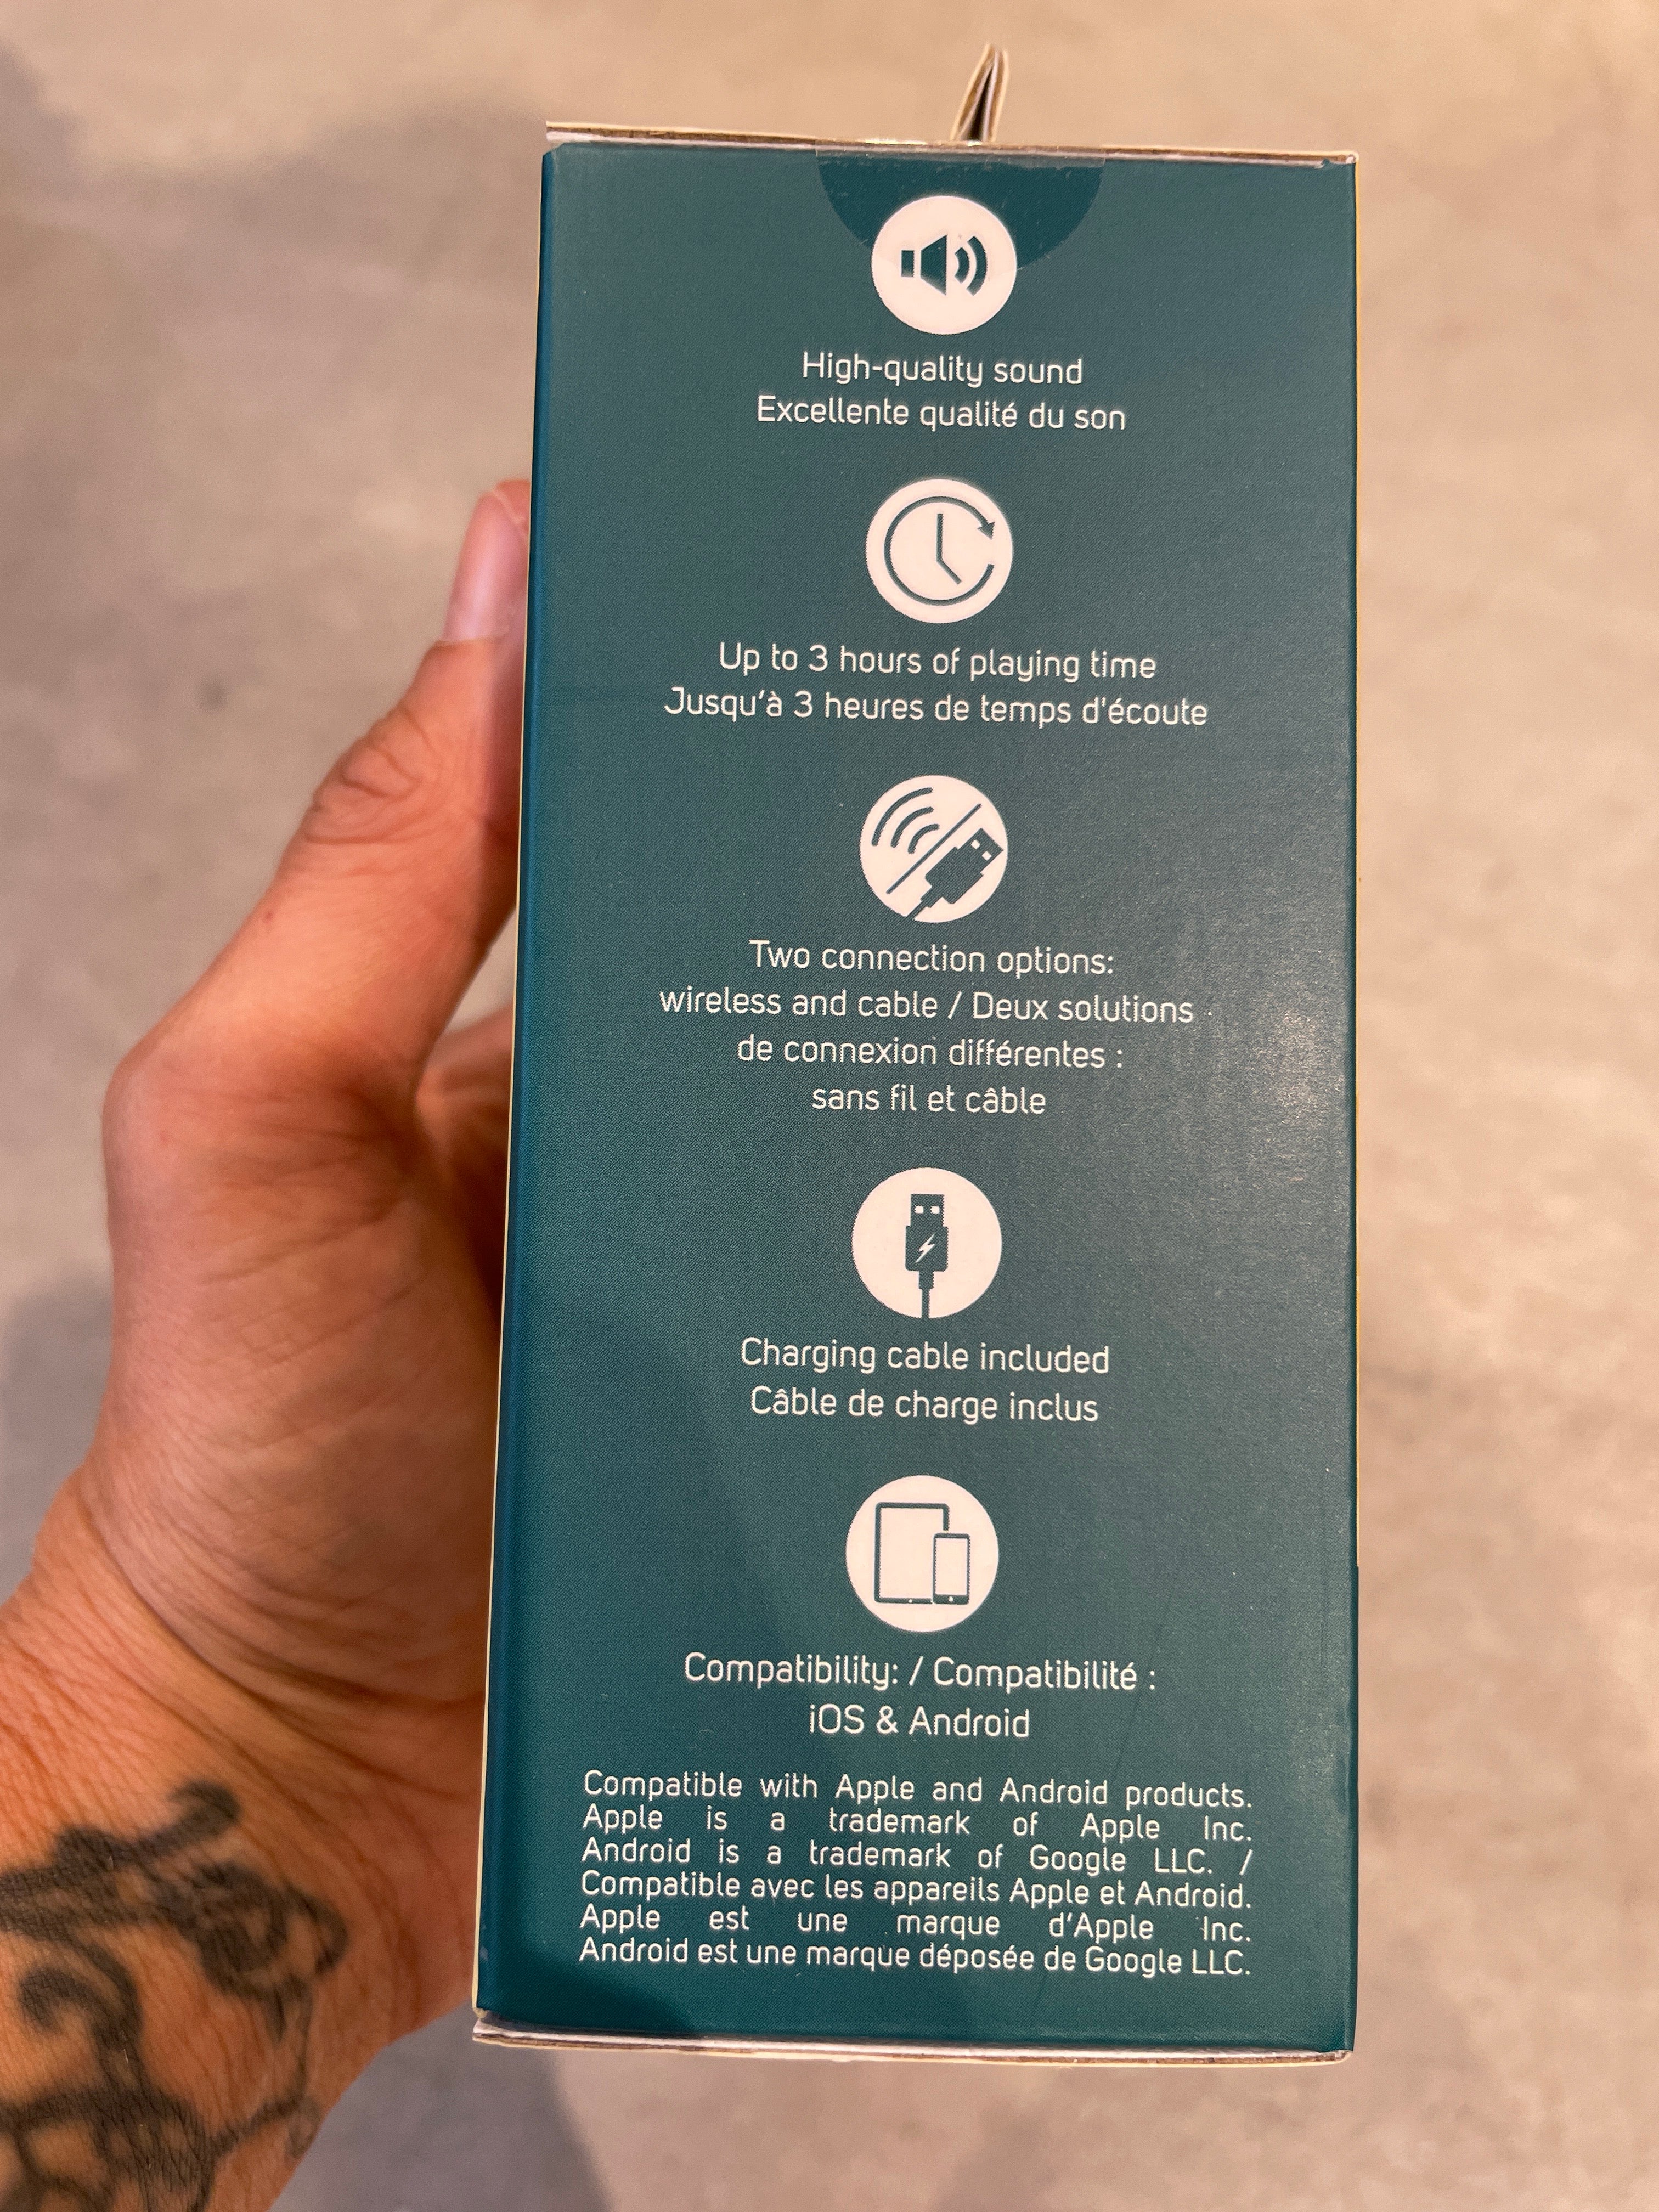 High-quality sound
Excellente qualité du son
Up to 3 hours of playing time
Jusqu'à 3 heures de temps d'écoute
Two connection options:
wireless and cable / Deux solutions
de connexion différentes :
sans fil et câble
Charging cable included
Câble de charge inclus
Compatibility: / Compatibilité :
iOS & Android
Compatible with Apple and Android products.
Apple is a trademark of Apple Inc.
Android is a trademark of Google LLC. /
Compatible avec les appareils Apple et Android.
Apple est une marque d'Apple Inc.
Android est une marque déposée de Google LLC.